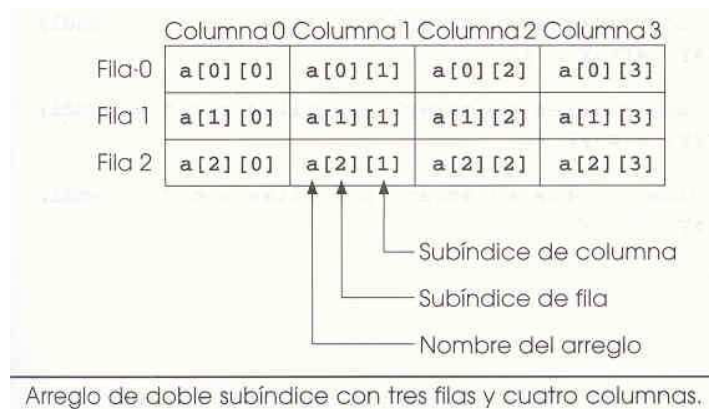 Columna 0 Columna 1 Columna 2 Columna 3
Fila 0 a[0][0] a[0][1] a[0][2] a[0][3]
Fila 1 a[1][0] a[1][1] a[1][2] a[1][3]
Fila 2 a[2][0] a[2][1] a[2][2] a[2][3]
Subíndice de columna
Subíndice de fila
Nombre del arreglo
Arreglo de doble subíndice con tres filas y cuatro columnas.